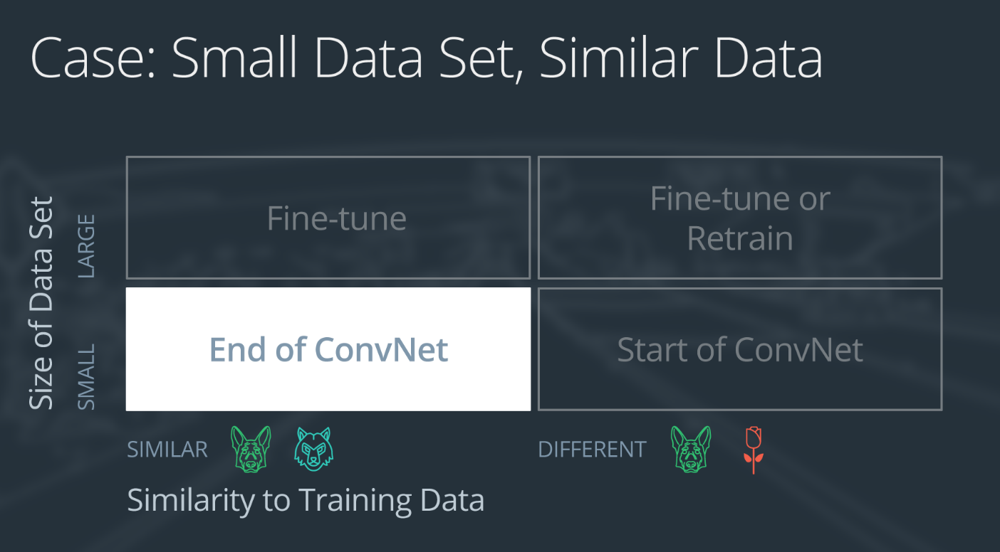 Case: Small Data Set, Similar Data
Size of Data Set
LARGE
Fine-tune
Fine-tune or
Retrain
SMALL
End of ConvNet
Start of ConvNet
SIMILAR
DIFFERENT
Similarity to Training Data